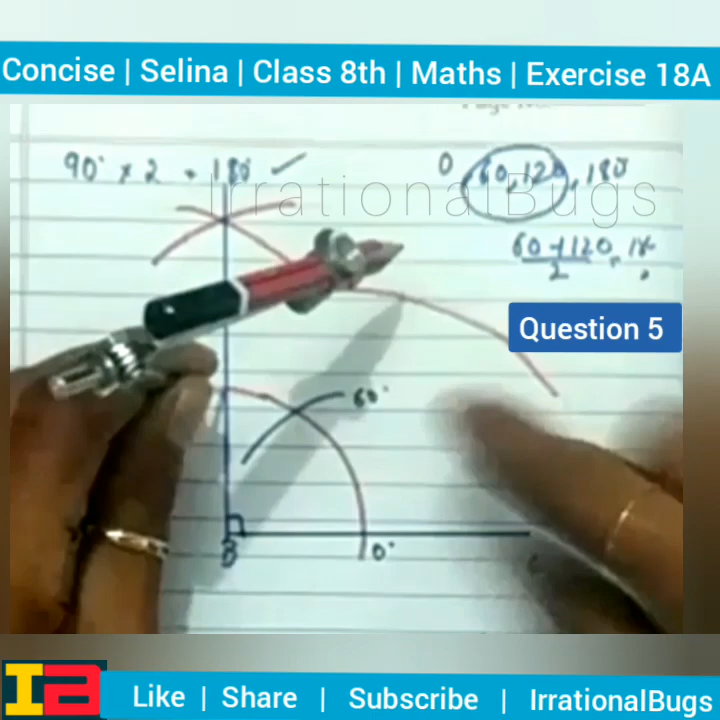 Concise | Selina | Class 8th | Maths | Exercise 18A
90° × 2 = 180° ✓
0, 60, 120, 180
IrrationalBugs
60+120, 18
2
Question 5
60°
B
0°
Like | Share | Subscribe | IrrationalBugs